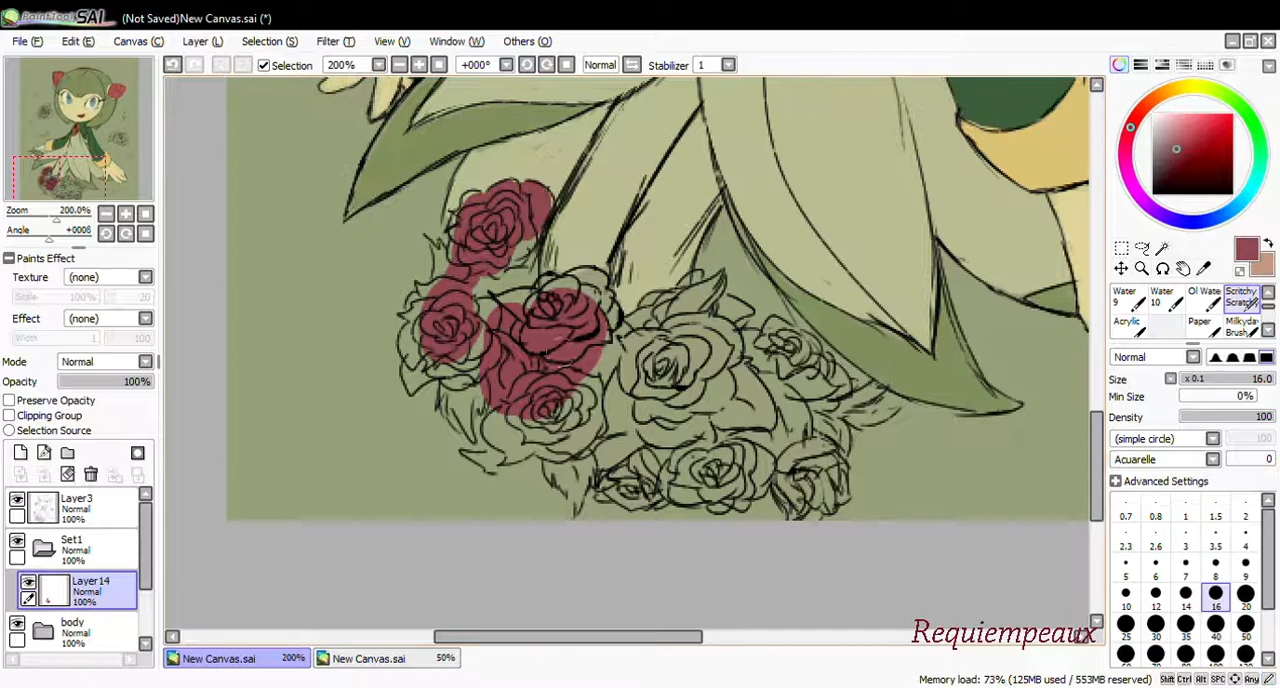 PaintTool SAI (Not Saved)New Canvas.sai (*)
File (F) Edit (E) Canvas (C) Layer (L) Selection (S) Filter (T) View (V) Window (W) Others (O)
Selection 200% +000° Normal Stabilizer 1
Zoom 200.0%
Angle +000ß
Paints Effect
Texture (none)
Scale 100% 20
Effect (none)
Width 1 100
Mode Normal
Opacity 100%
Preserve Opacity
Clipping Group
Selection Source
Layer3
Normal
100%
Set1
Normal
100%
Layer14
Normal
100%
body
Normal
100%
Water 9 Water 10 Oil Wate Scritchy Scratch
Acrylic Paper Milkyda Brush
Normal
Size x 0.1 16.0
Min Size 0%
Density 100
(simple circle) 100
Acuarelle 0
Advanced Settings
0.7 0.8 1 1.5 2
2.3 2.6 3 3.5 4
5 6 7 8 9
10 12 14 16 20
25 30 35 40 50
Requiempeaux
New Canvas.sai 200% New Canvas.sai 50%
Memory load: 73% (125MB used / 553MB reserved) Shift Ctrl Alt SPC Any